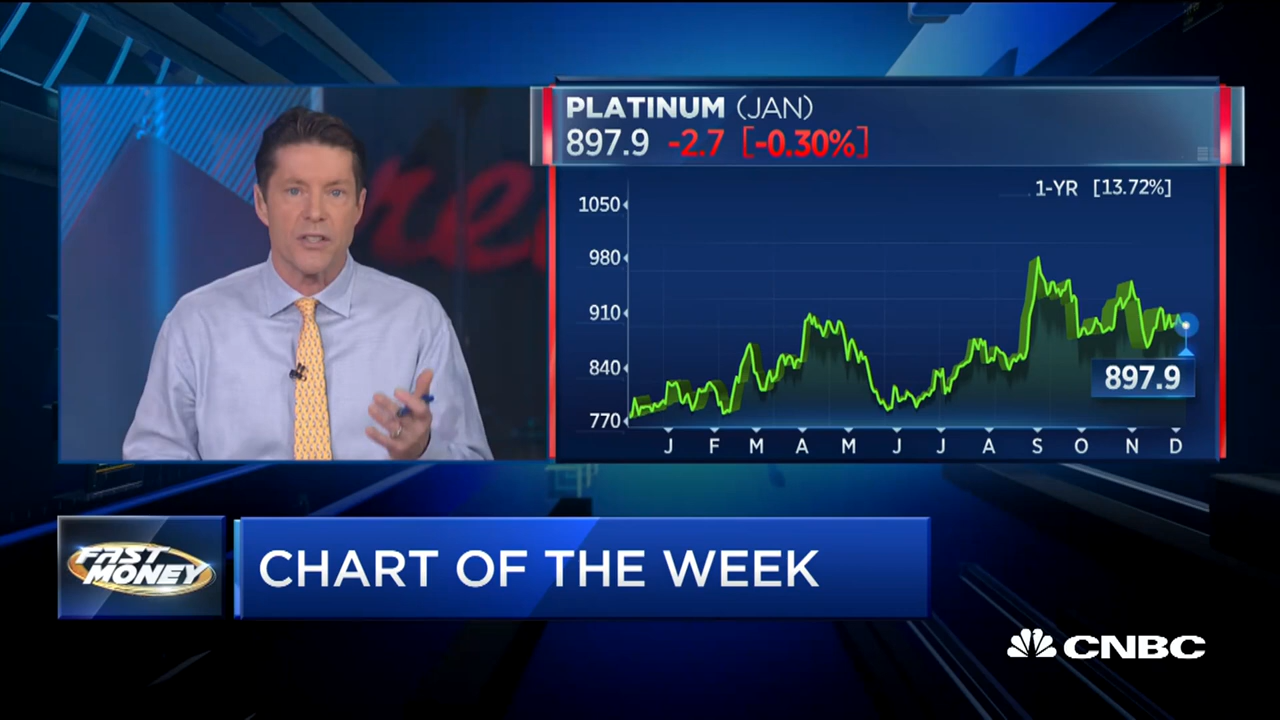 PLATINUM (JAN)
897.9 -2.7 [-0.30%]
1-YR [13.72%]
1050
980
910
840
770
897.9
J F M A M J J A S O N D
FAST
MONEY
CHART OF THE WEEK
CNBC